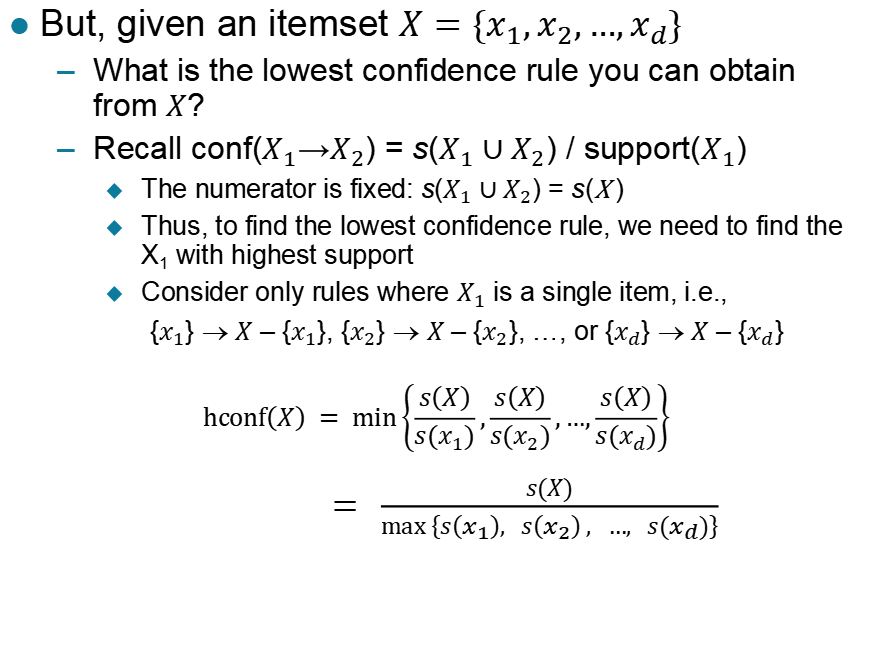 ● But, given an itemset 𝑋 = {𝑥₁, 𝑥₂, …, 𝑥_𝑑}
– What is the lowest confidence rule you can obtain
from 𝑋?
– Recall conf(𝑋₁→𝑋₂) = s(𝑋₁ ∪ 𝑋₂) / support(𝑋₁)
◆ The numerator is fixed: s(𝑋₁ ∪ 𝑋₂) = s(𝑋)
◆ Thus, to find the lowest confidence rule, we need to find the
X₁ with highest support
◆ Consider only rules where 𝑋₁ is a single item, i.e.,
{𝑥₁} → 𝑋 – {𝑥₁}, {𝑥₂} → 𝑋 – {𝑥₂}, …, or {𝑥_𝑑} → 𝑋 – {𝑥_𝑑}
hconf(𝑋) = min { 𝑠(𝑋)/𝑠(𝑥₁), 𝑠(𝑋)/𝑠(𝑥₂), …, 𝑠(𝑋)/𝑠(𝑥_𝑑) }
= 𝑠(𝑋) / max {𝑠(𝑥₁), 𝑠(𝑥₂), …, 𝑠(𝑥_𝑑)}